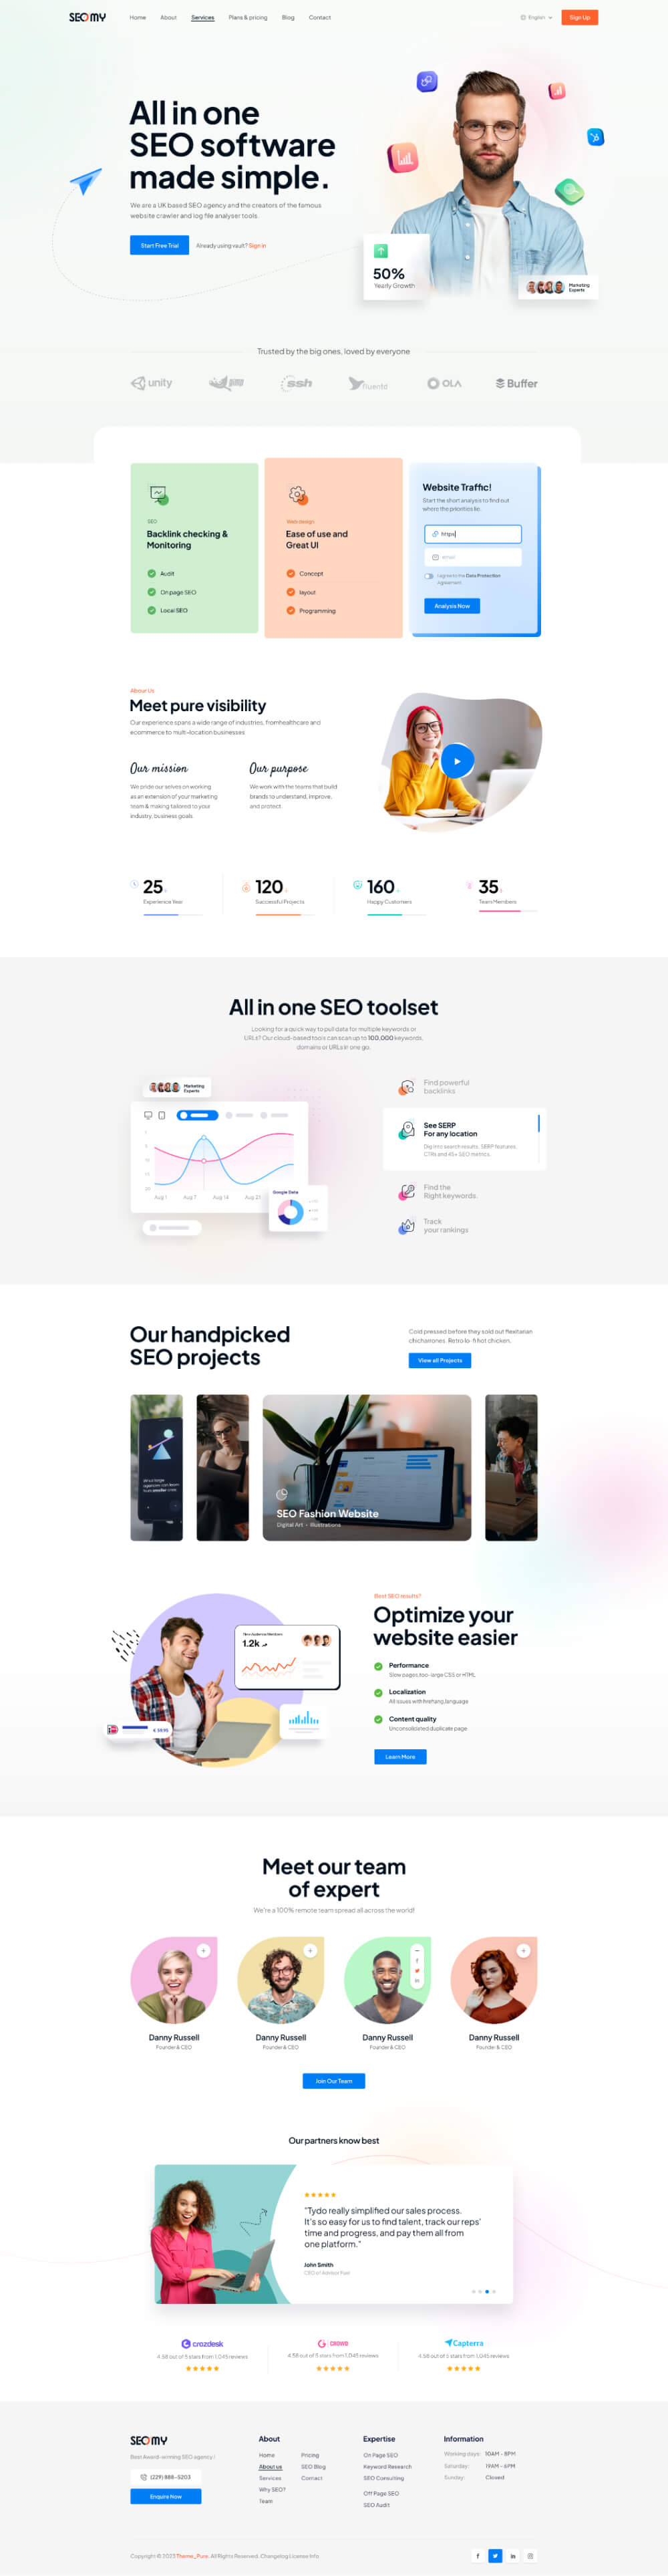 SEOMY
Home About Services Plans & pricing Blog Contact
English
Sign Up
All in one
SEO software
made simple.
We are a UK based SEO agency and the creators of the famous
website crawler and log file analyser tools.
Start Free Trial
Already using vault? Sign in
50%
Yearly Growth
Marketing
Experts
Trusted by the big ones, loved by everyone
unity
ssh
fluentd
OLA
Buffer
SEO
Backlink checking &
Monitoring
Audit
On page SEO
Local SEO
Web design
Ease of use and
Great UI
Concept
layout
Programming
Website Traffic!
Start the short analysis to find out
where the priorities lie.
https
email
I agree to the Data Protection
Agreement
Analysis Now
About Us
Meet pure visibility
Our experience spans a wide range of industries, from healthcare and
ecommerce to multi-location businesses
Our mission
We pride our selves on working
as an extension of your marketing
team & making tailored to your
industry, business goals.
Our purpose
We work with the teams that build
brands to understand, improve,
and protect.
25
Experience Year
120
Successful Projects
160
Happy Customers
35
Team Members
All in one SEO toolset
Looking for a quick way to pull data for multiple keywords or
URLs? Our cloud-based tools can scan up to 100,000 keywords,
domains or URLs in one go.
Marketing
Experts
Aug 1 Aug 7 Aug 14 Aug 23
Google Data
Find powerful
backlinks
See SERP
For any location
Dig into search results, SERP features,
CTRs and 45+ SEO metrics.
Find the
Right keywords.
Track
your rankings
Our handpicked
SEO projects
Cold pressed before they sold out flexitarian
chicharrones. Retro lo-fi hot chicken.
View all Projects
SEO Fashion Website
Digital Art • Illustrations
Best SEO results?
Optimize your
website easier
New Audience Members
1.2k
€ 59.95
Performance
Slow pages, too-large CSS or HTML
Localization
All issues with hreflang, language
Content quality
Unconsolidated duplicate page
Learn More
Meet our team
of expert
We're a 100% remote team spread all across the world!
Danny Russell
Founder & CEO
Danny Russell
Founder & CEO
Danny Russell
Founder & CEO
Danny Russell
Founder & CEO
Join Our Team
Our partners know best
"Tydo really simplified our sales process.
It's so easy for us to find talent, track our reps'
time and progress, and pay them all from
one platform."
John Smith
crozdesk
4.58 out of 5 stars from 1,045 reviews
CROWD
4.58 out of 5 stars from 1,045 reviews
Capterra
4.58 out of 5 stars from 1,045 reviews
SEOMY
Best Award-winning SEO agency!
(229) 888-5203
Enquire Now
About
Home
About us
Services
Why SEO?
Team
Pricing
SEO Blog
Contact
Expertise
On Page SEO
Keyword Research
SEO Consulting
Off Page SEO
SEO Audit
Information
Working days: 10AM - 8PM
Saturday: 11AM - 6PM
Sunday: Closed
Copyright © 2023 Theme_Pure. All Rights Reserved. Changelog License Info